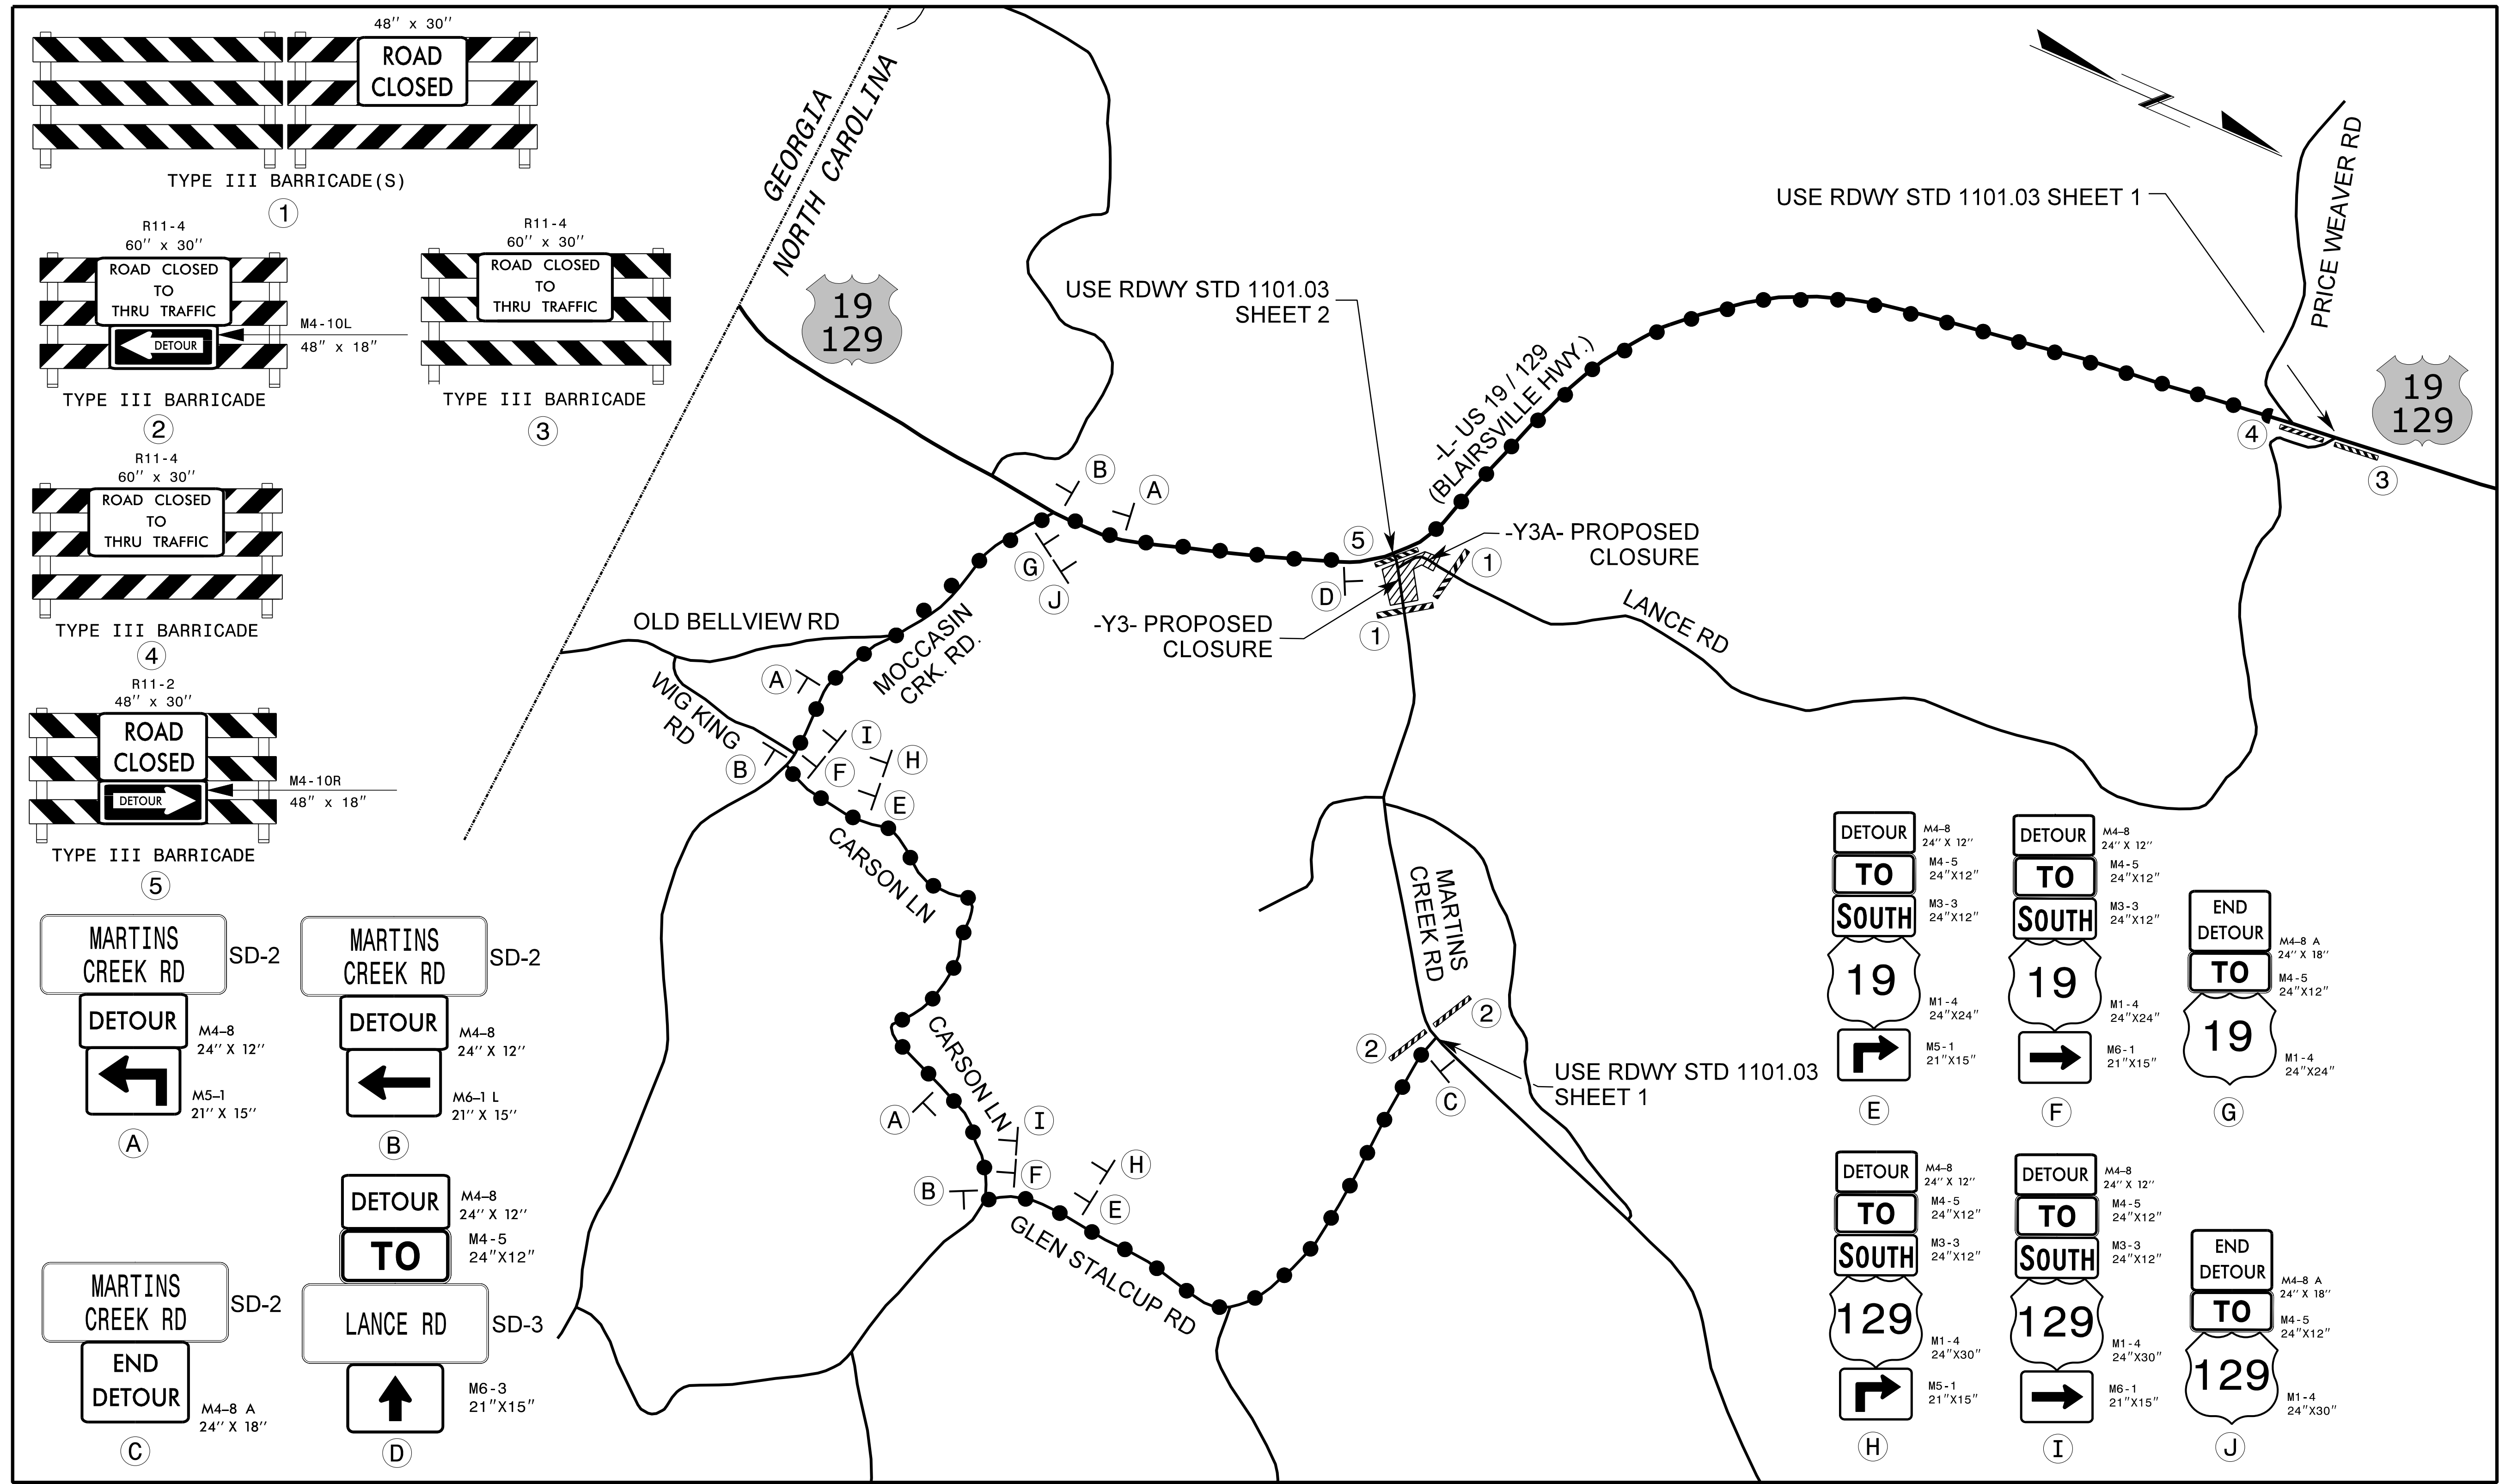 48'' x 30''
ROAD
CLOSED
TYPE III BARRICADE(S)
1
R11-4
60'' x 30''
ROAD CLOSED
TO
THRU TRAFFIC
DETOUR
M4-10L
48" x 18"
TYPE III BARRICADE
2
R11-4
60'' x 30''
ROAD CLOSED
TO
THRU TRAFFIC
TYPE III BARRICADE
3
R11-4
60'' x 30''
ROAD CLOSED
TO
THRU TRAFFIC
TYPE III BARRICADE
4
R11-2
48'' x 30''
ROAD
CLOSED
DETOUR
M4-10R
48" x 18"
TYPE III BARRICADE
5
MARTINS
CREEK RD
SD-2
DETOUR
M4-8
24'' X 12''
M5-1
21'' X 15''
A
MARTINS
CREEK RD
SD-2
DETOUR
M4-8
24'' X 12''
M6-1 L
21'' X 15''
B
MARTINS
CREEK RD
SD-2
END
DETOUR
M4-8 A
24'' X 18''
C
DETOUR
M4-8
24'' X 12''
TO
M4-5
24"X12"
LANCE RD
SD-3
M6-3
21"X15"
D
GEORGIA
NORTH CAROLINA
19
129
USE RDWY STD 1101.03
SHEET 2
USE RDWY STD 1101.03 SHEET 1
PRICE WEAVER RD
19
129
-L- US 19 / 129
(BLAIRSVILLE HWY.)
4
3
B
A
G
J
5
D
-Y3A- PROPOSED
CLOSURE
1
-Y3- PROPOSED
CLOSURE
1
LANCE RD
OLD BELLVIEW RD
MOCCASIN
CRK. RD.
A
WIG KING
RD
B
I
F
H
E
CARSON LN
CARSON LN
MARTINS
CREEK RD
2
2
C
USE RDWY STD 1101.03
SHEET 1
A
I
F
B
H
E
GLEN STALCUP RD
DETOUR
M4-8
24'' X 12''
TO
M4-5
24"X12"
SOUTH
M3-3
24"X12"
19
M1-4
24"X24"
M5-1
21"X15"
E
DETOUR
M4-8
24'' X 12''
TO
M4-5
24"X12"
SOUTH
M3-3
24"X12"
19
M1-4
24"X24"
M6-1
21"X15"
F
END
DETOUR
M4-8 A
24'' X 18''
TO
M4-5
24"X12"
19
M1-4
24"X24"
G
DETOUR
M4-8
24'' X 12''
TO
M4-5
24"X12"
SOUTH
M3-3
24"X12"
129
M1-4
24"X30"
M5-1
21"X15"
H
DETOUR
M4-8
24'' X 12''
TO
M4-5
24"X12"
SOUTH
M3-3
24"X12"
129
M1-4
24"X30"
M6-1
21"X15"
I
END
DETOUR
M4-8 A
24'' X 18''
TO
M4-5
24"X12"
129
M1-4
24"X30"
J